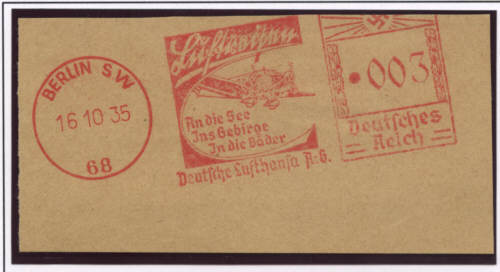 BERLIN SW
16.10.35
68
Luftreisen
An die See
Ins Gebirge
In die Bäder
Deutsche Lufthansa A.G.
003
Deutsches
Reich